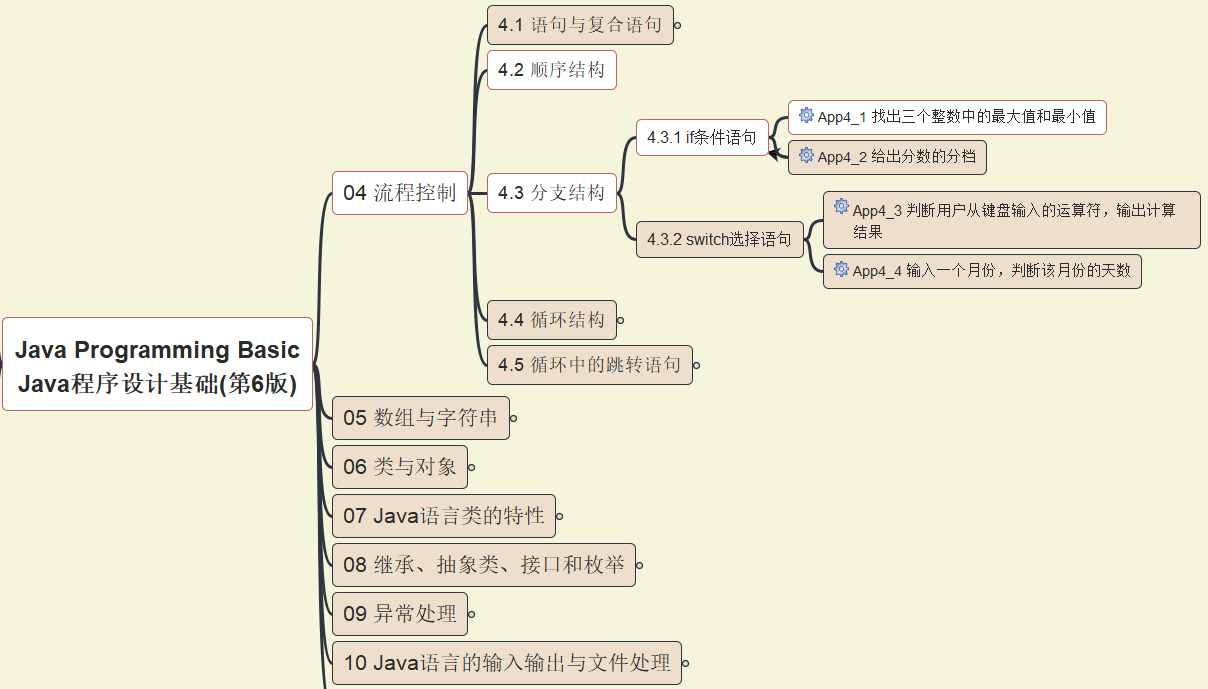 4.1 语句与复合语句
4.2 顺序结构
App4_1 找出三个整数中的最大值和最小值
4.3.1 if条件语句
App4_2 给出分数的分档
04 流程控制
4.3 分支结构
App4_3 判断用户从键盘输入的运算符，输出计算
结果
4.3.2 switch选择语句
App4_4 输入一个月份，判断该月份的天数
4.4 循环结构
4.5 循环中的跳转语句
Java Programming Basic
Java程序设计基础(第6版)
05 数组与字符串
06 类与对象
07 Java语言类的特性
08 继承、抽象类、接口和枚举
09 异常处理
10 Java语言的输入输出与文件处理